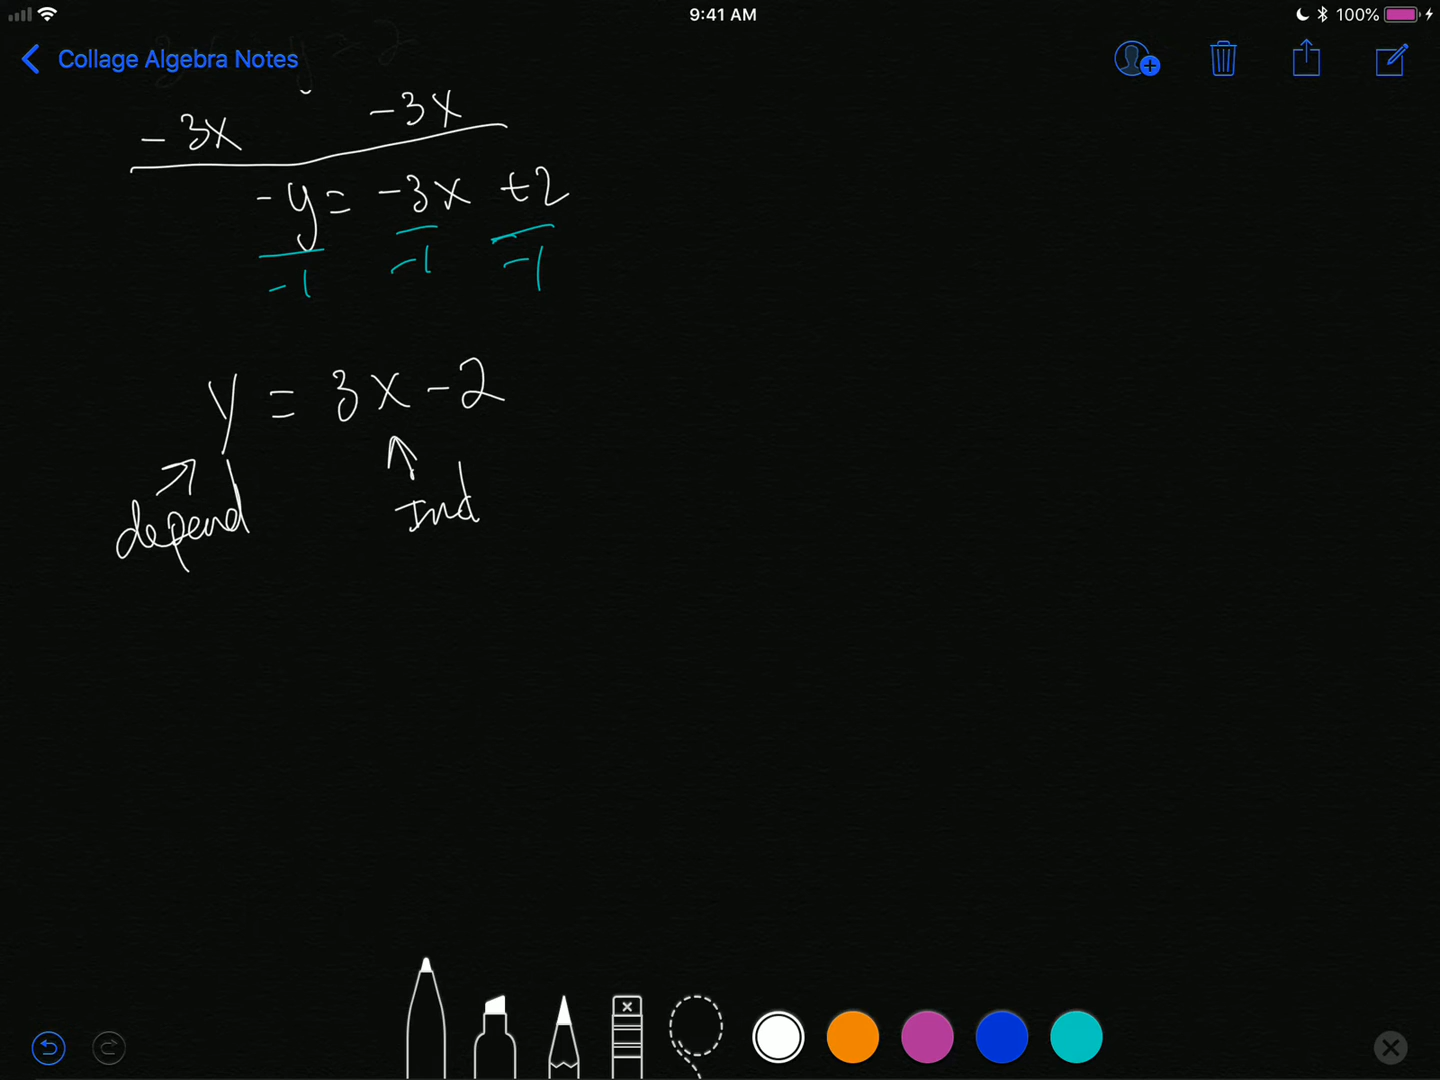 9:41 AM
100%
Collage Algebra Notes
-3x -3x
-y = -3x +2
-1 -1 -1
y = 3x - 2
depend Ind